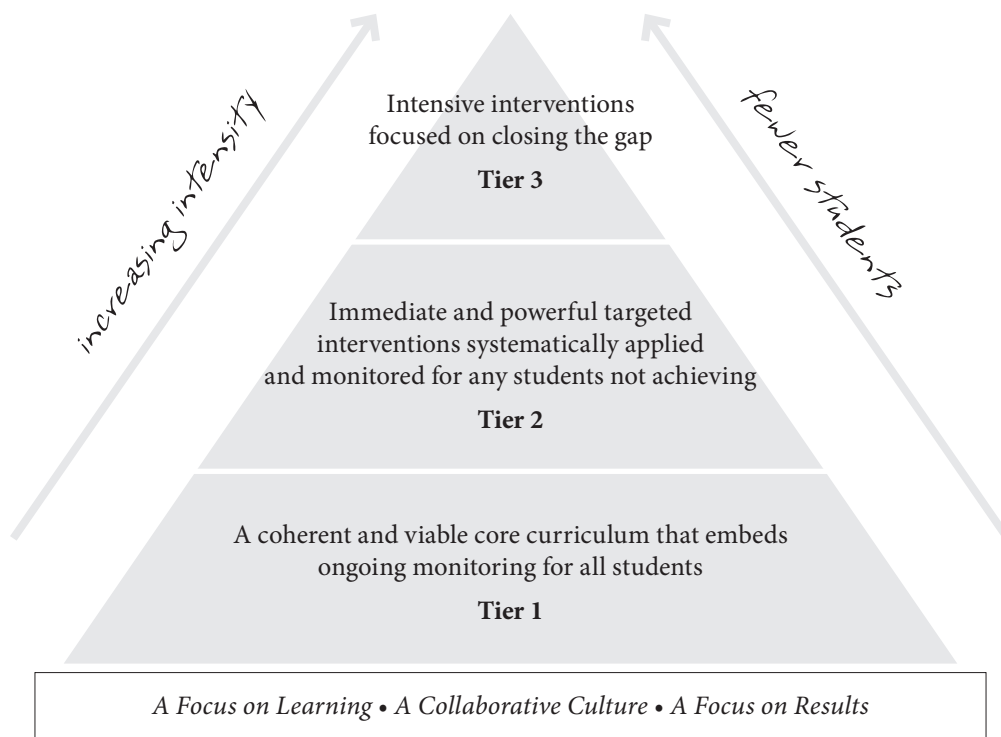 increasing intensity
fewer students
Intensive interventions
focused on closing the gap
Tier 3
Immediate and powerful targeted
interventions systematically applied
and monitored for any students not achieving
Tier 2
A coherent and viable core curriculum that embeds
ongoing monitoring for all students
Tier 1
A Focus on Learning • A Collaborative Culture • A Focus on Results